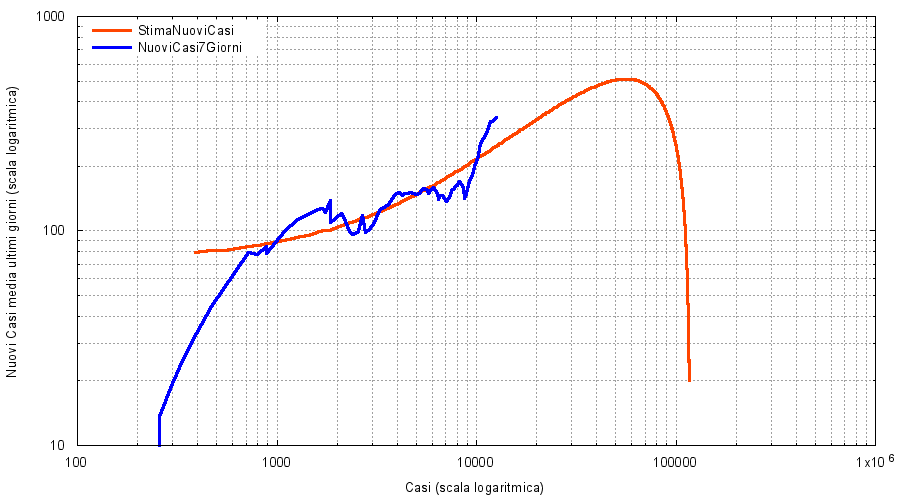 1000
StimaNuoviCasi
NuoviCasi7Giorni
Nuovi Casi media ultimi giorni (scala logaritmica)
100
10
100
1000
10000
100000
1x10 6
Casi (scala logaritmica)